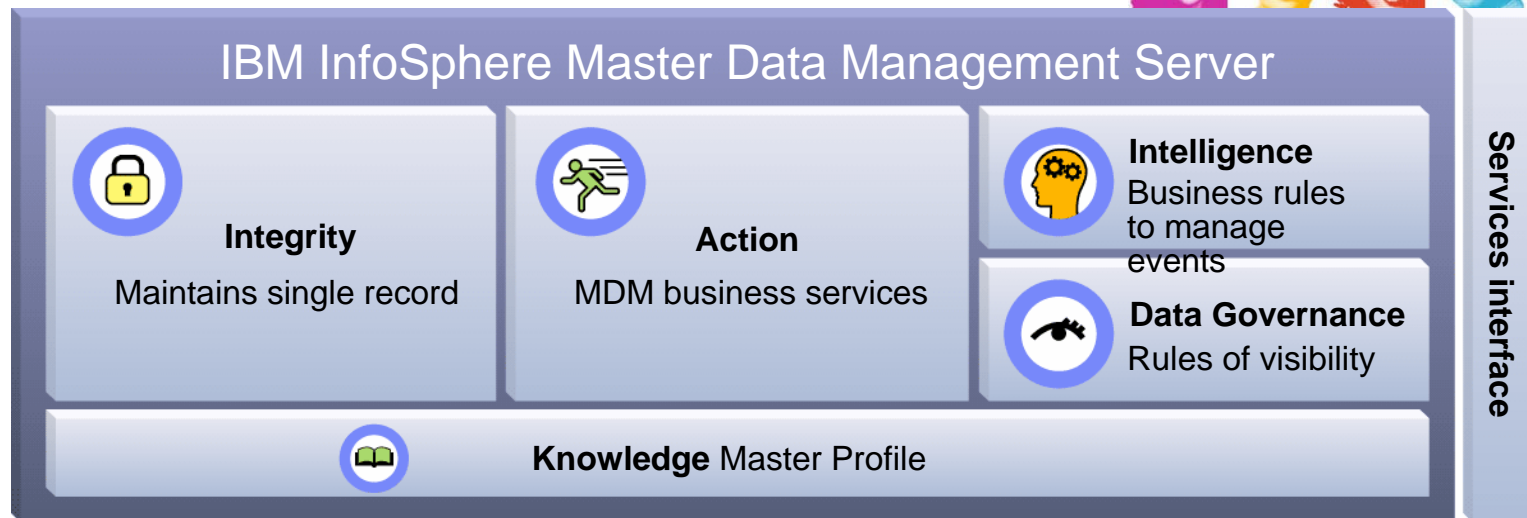 IBM InfoSphere Master Data Management Server
Integrity
Maintains single record
Action
MDM business services
Intelligence
Business rules
to manage
events
Data Governance
Rules of visibility
Knowledge Master Profile
Services interface